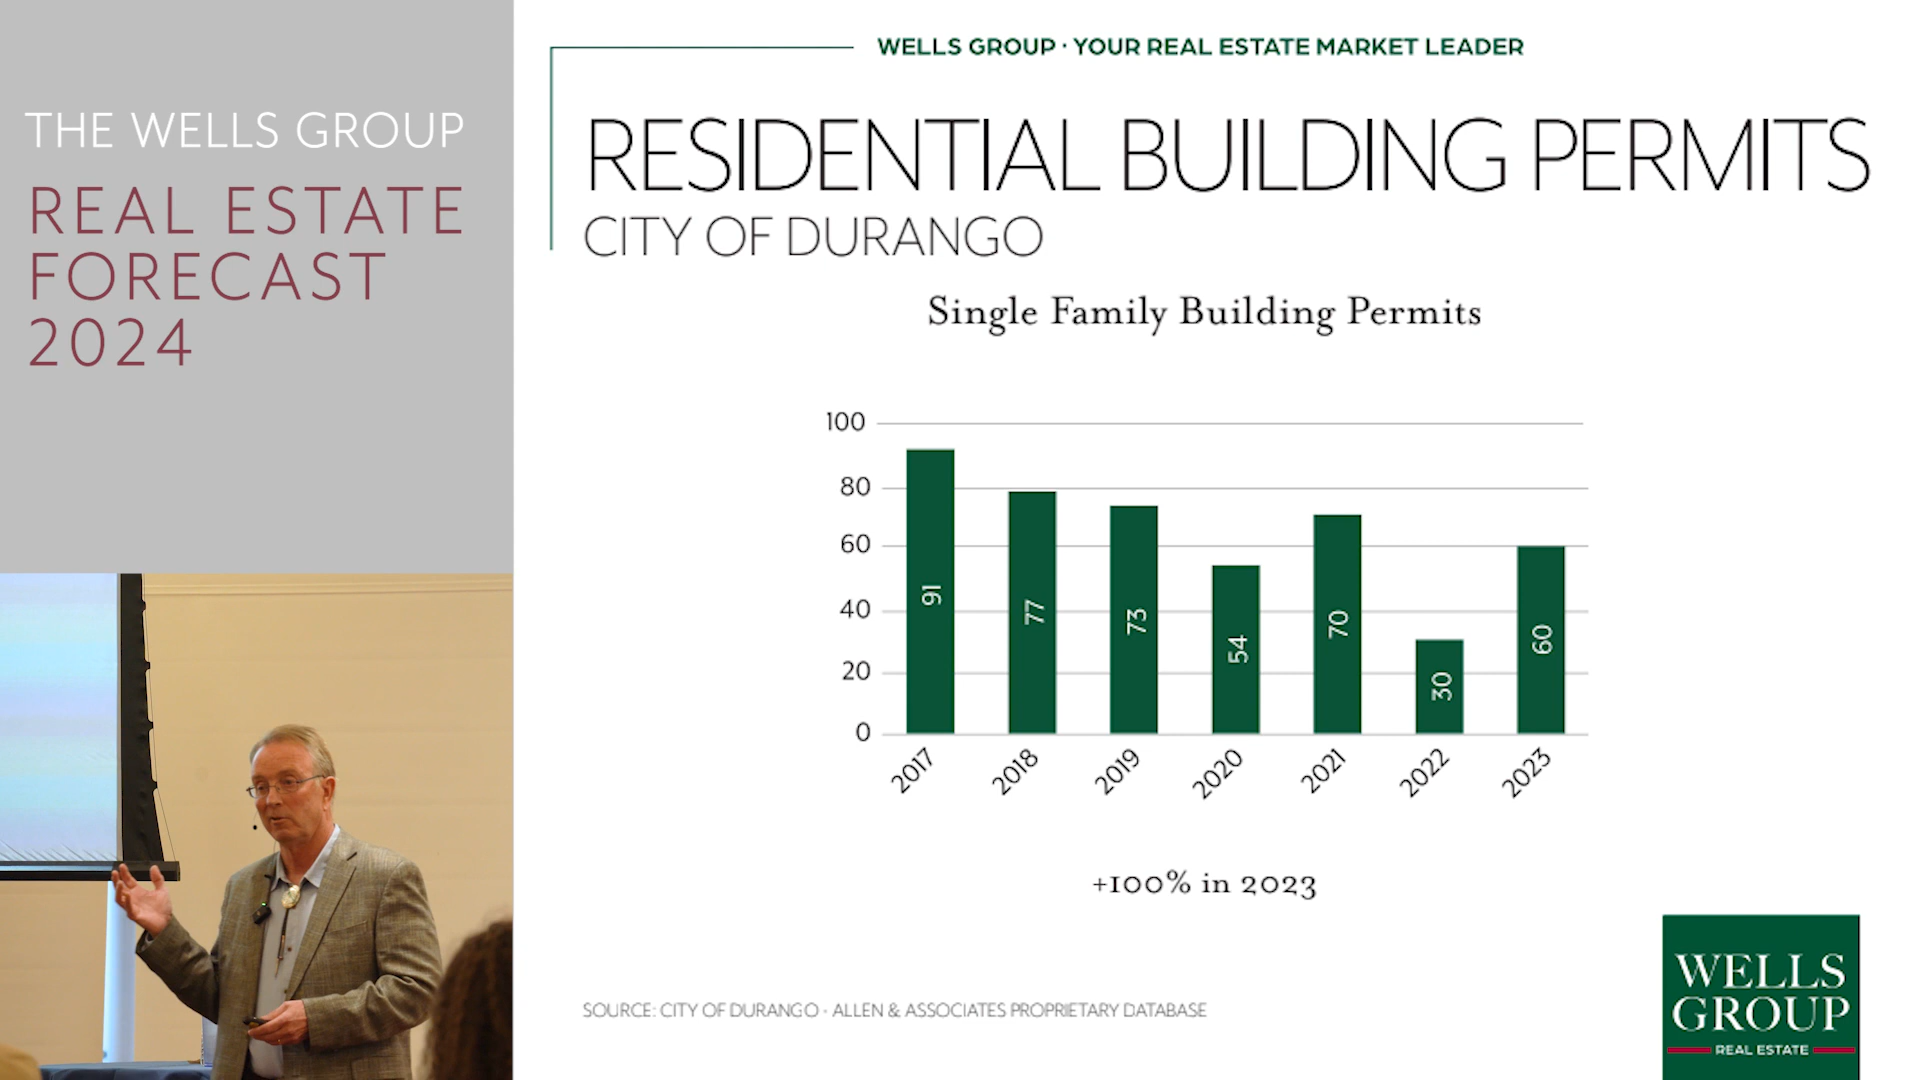 THE WELLS GROUP
REAL ESTATE
FORECAST
2024
WELLS GROUP · YOUR REAL ESTATE MARKET LEADER
RESIDENTIAL BUILDING PERMITS
CITY OF DURANGO
Single Family Building Permits
100
80
60
40
20
0
91
77
73
54
70
30
60
2017
2018
2019
2020
2021
2022
2023
+100% in 2023
SOURCE: CITY OF DURANGO - ALLEN & ASSOCIATES PROPRIETARY DATABASE
WELLS
GROUP
REAL ESTATE